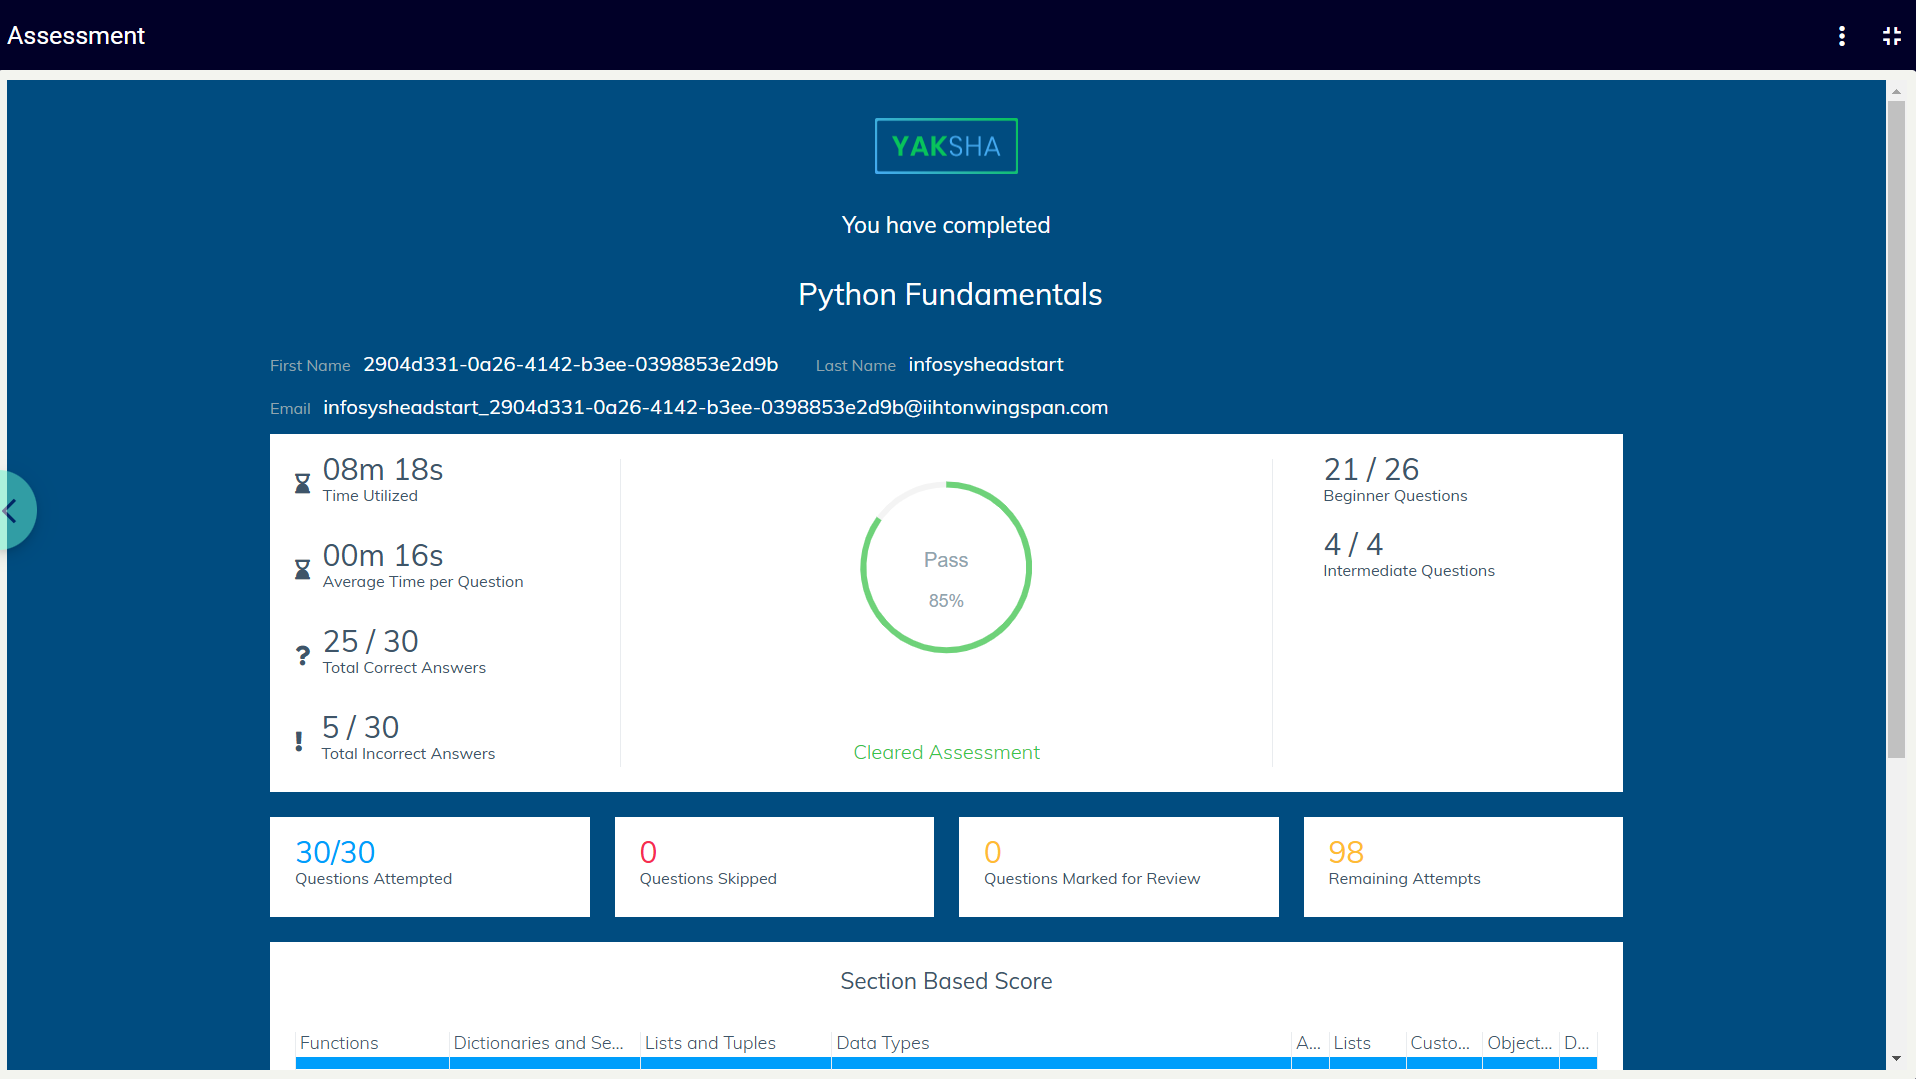 Assessment
YAKSHA
You have completed
Python Fundamentals
First Name 2904d331-0a26-4142-b3ee-0398853e2d9b Last Name infosysheadstart
Email infosysheadstart_2904d331-0a26-4142-b3ee-0398853e2d9b@iihtonwingspan.com
08m 18s
Time Utilized
00m 16s
Average Time per Question
25 / 30
Total Correct Answers
5 / 30
Total Incorrect Answers
Pass
85%
Cleared Assessment
21 / 26
Beginner Questions
4 / 4
Intermediate Questions
30/30
Questions Attempted
0
Questions Skipped
0
Questions Marked for Review
98
Remaining Attempts
Section Based Score
Functions Dictionaries and Se... Lists and Tuples Data Types A... Lists Custo... Object... D...